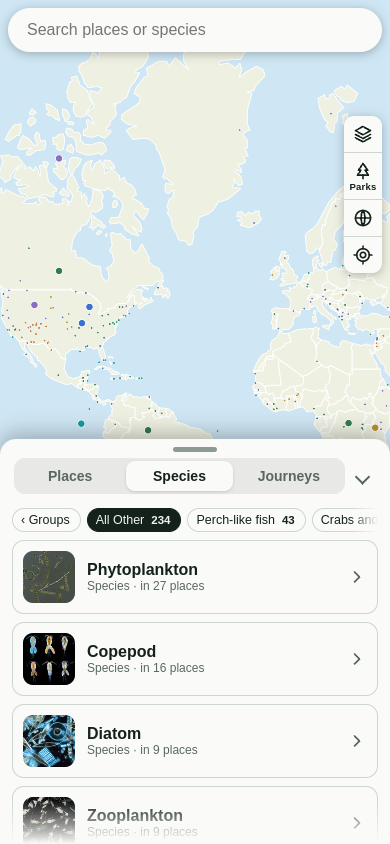 Search places or species
Parks
Places Species Journeys
‹ Groups All Other 234 Perch-like fish 43 Crabs and
Phytoplankton
Species · in 27 places
Copepod
Species · in 16 places
Diatom
Species · in 9 places
Zooplankton
Species · in 9 places